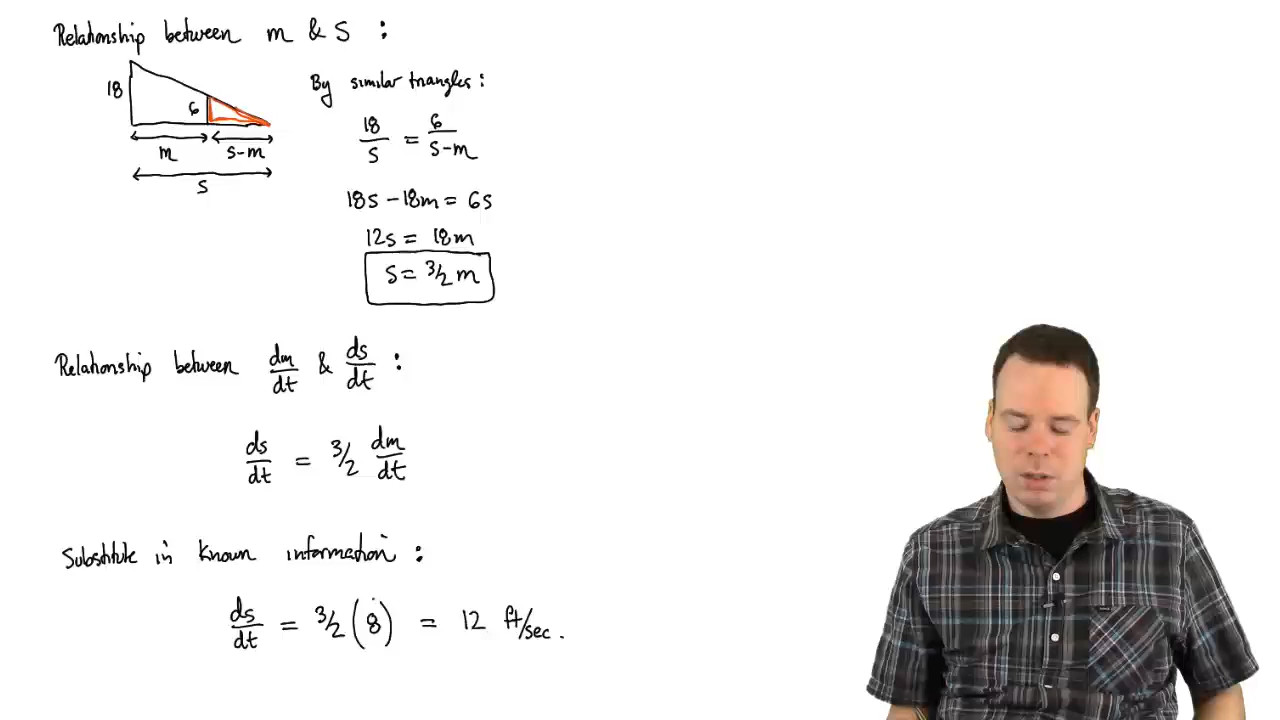 Relationship between m & S :
18
6
m
s-m
s
By similar triangles:
18/s = 6/(s-m)
18s - 18m = 6s
12s = 18m
s = 3/2 m
Relationship between dm/dt & ds/dt :
ds/dt = 3/2 dm/dt
Substitute in known information :
ds/dt = 3/2 (8) = 12 ft/sec.